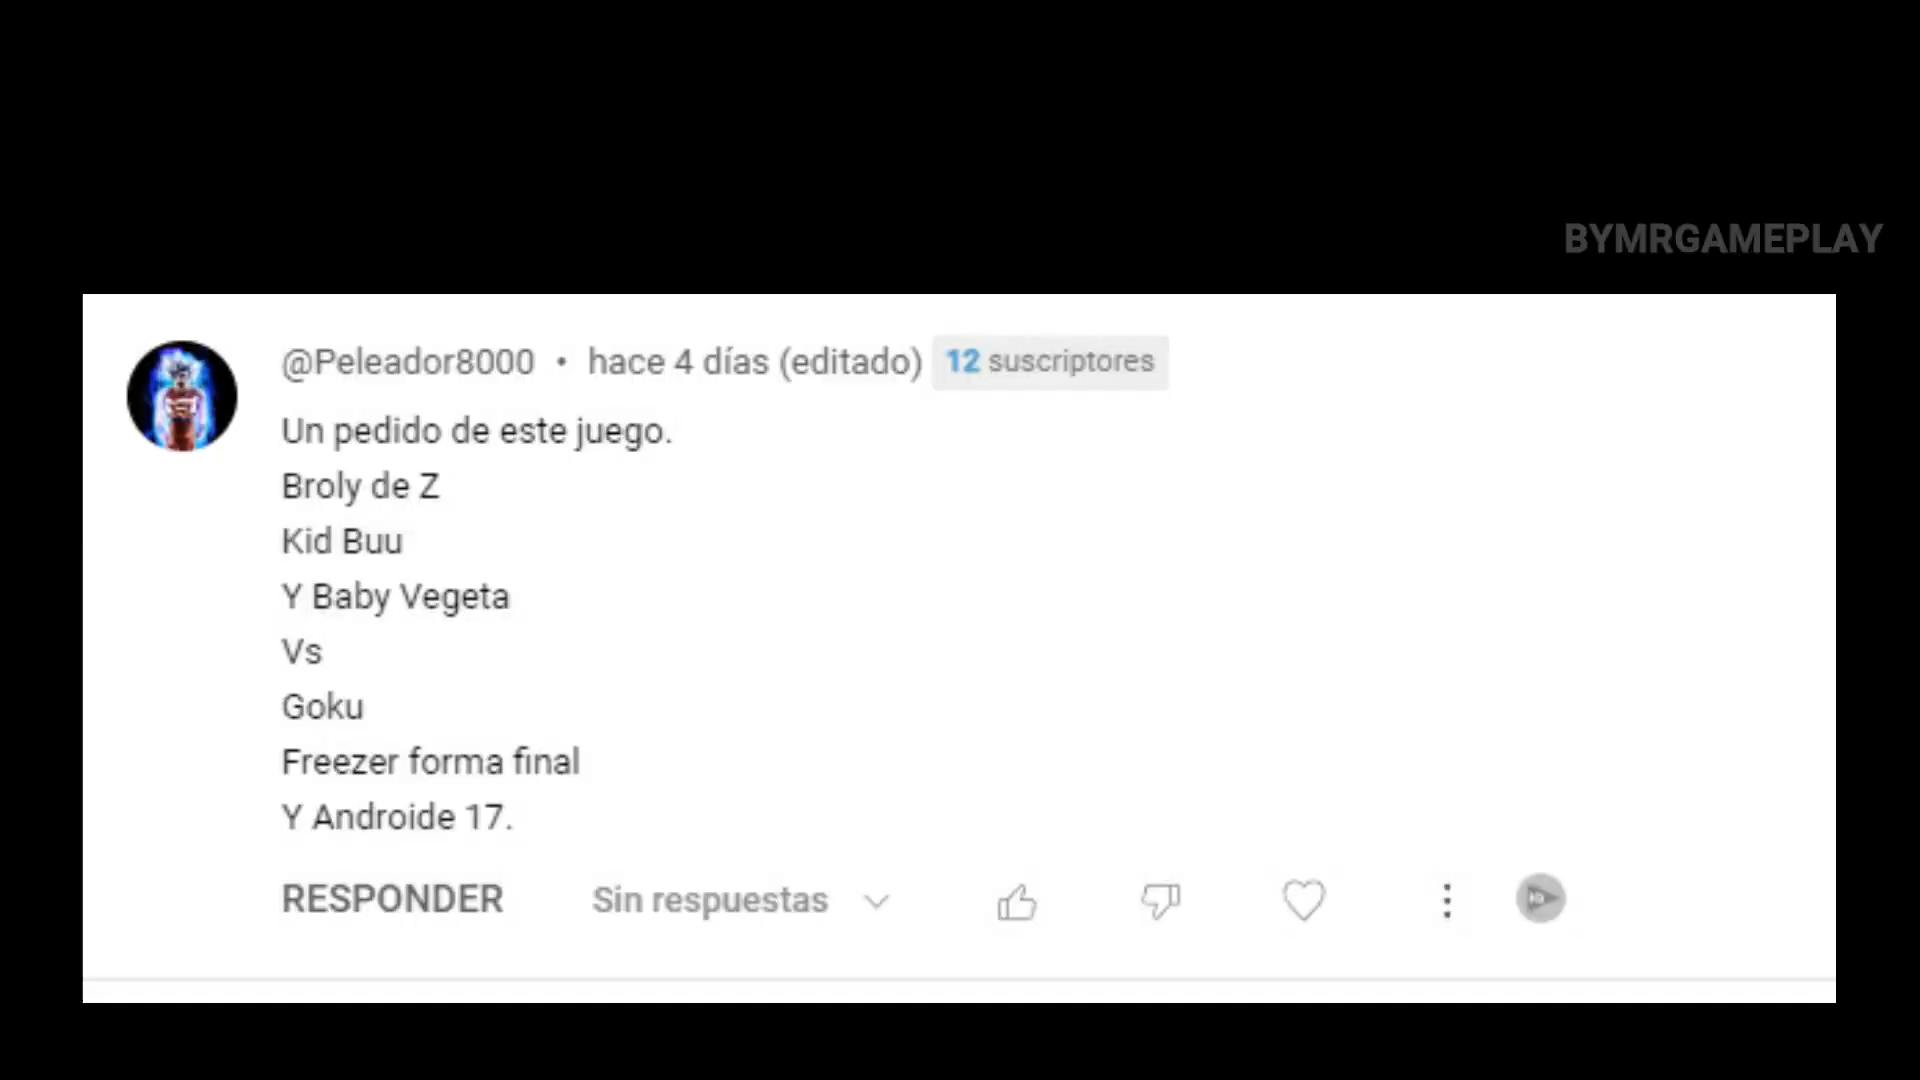 BYMRGAMEPLAY
@Peleador8000 • hace 4 días (editado) 12 suscriptores
Un pedido de este juego.
Broly de Z
Kid Buu
Y Baby Vegeta
Vs
Goku
Freezer forma final
Y Androide 17.
RESPONDER Sin respuestas